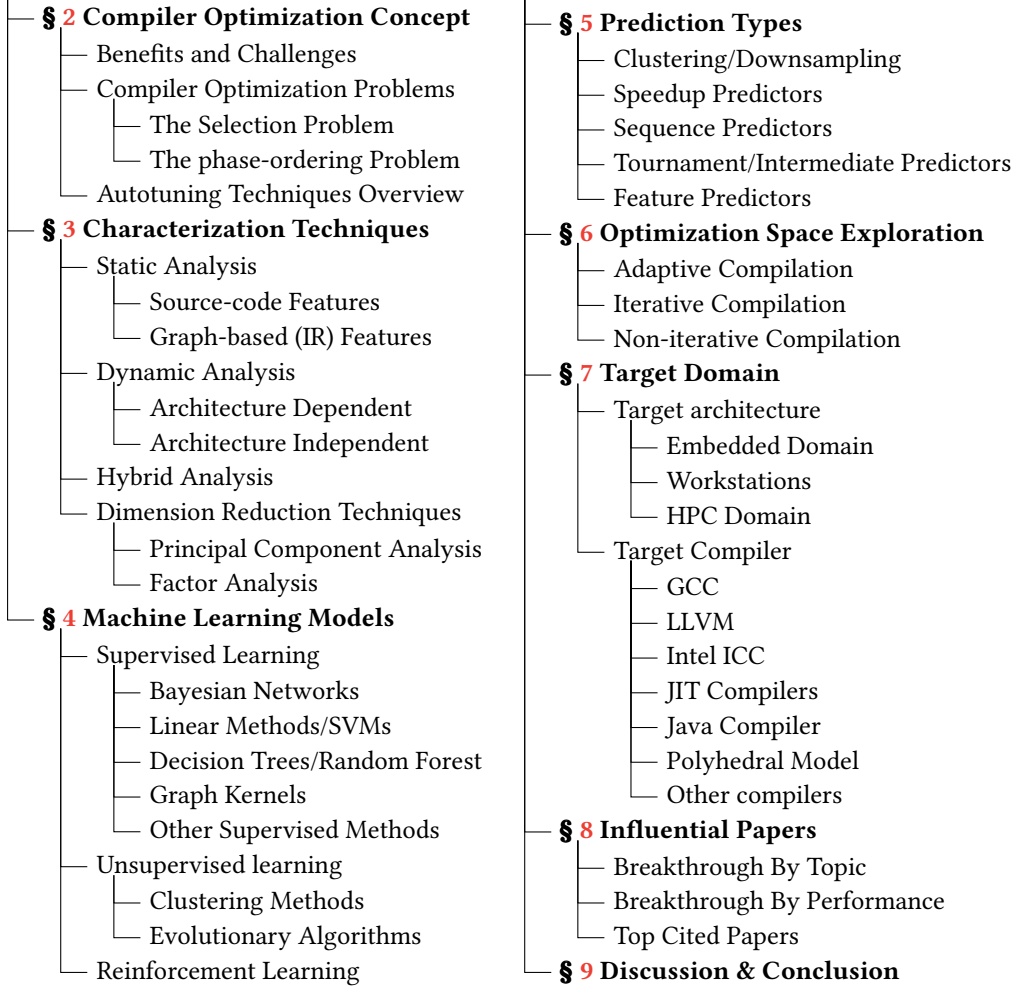 § 2 Compiler Optimization Concept
Benefits and Challenges
Compiler Optimization Problems
The Selection Problem
The phase-ordering Problem
Autotuning Techniques Overview
§ 3 Characterization Techniques
Static Analysis
Source-code Features
Graph-based (IR) Features
Dynamic Analysis
Architecture Dependent
Architecture Independent
Hybrid Analysis
Dimension Reduction Techniques
Principal Component Analysis
Factor Analysis
§ 4 Machine Learning Models
Supervised Learning
Bayesian Networks
Linear Methods/SVMs
Decision Trees/Random Forest
Graph Kernels
Other Supervised Methods
Unsupervised learning
Clustering Methods
Evolutionary Algorithms
Reinforcement Learning
§ 5 Prediction Types
Clustering/Downsampling
Speedup Predictors
Sequence Predictors
Tournament/Intermediate Predictors
Feature Predictors
§ 6 Optimization Space Exploration
Adaptive Compilation
Iterative Compilation
Non-iterative Compilation
§ 7 Target Domain
Target architecture
Embedded Domain
Workstations
HPC Domain
Target Compiler
GCC
LLVM
Intel ICC
JIT Compilers
Java Compiler
Polyhedral Model
Other compilers
§ 8 Influential Papers
Breakthrough By Topic
Breakthrough By Performance
Top Cited Papers
§ 9 Discussion & Conclusion